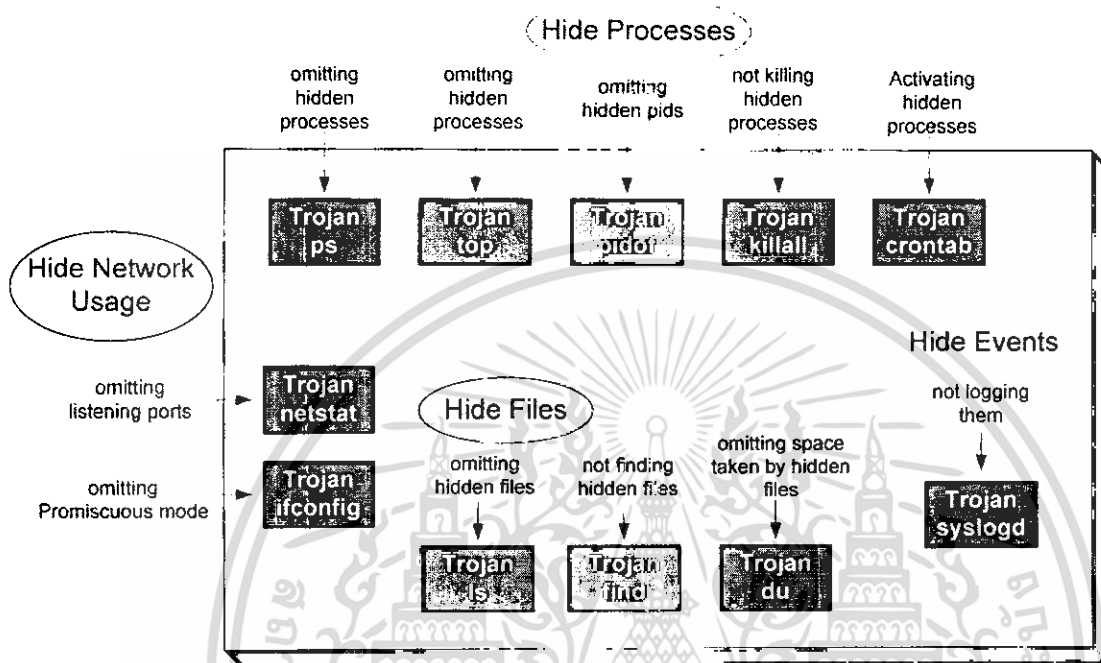 Hide Processes
omitting
hidden
processes
omitting
hidden
processes
omitting
hidden pids
not killing
hidden
processes
Activating
hidden
processes
Trojan
ps
Trojan
top
Trojan
pidof
Trojan
killall
Trojan
crontab
Hide Network
Usage
omitting
listening ports
Trojan
netstat
omitting
Promiscuous mode
Trojan
ifconfig
Hide Files
omitting
hidden files
not finding
hidden files
omitting space
taken by hidden
files
Trojan
ls
Trojan
find
Trojan
du
Hide Events
not logging
them
Trojan
syslogd